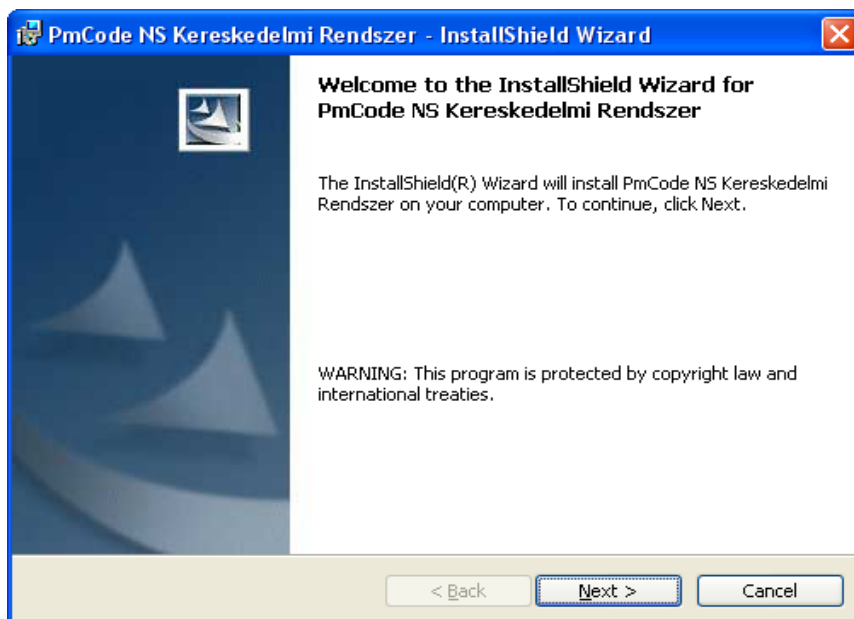 PmCode NS Kereskedelmi Rendszer - InstallShield Wizard
Welcome to the InstallShield Wizard for
PmCode NS Kereskedelmi Rendszer
The InstallShield(R) Wizard will install PmCode NS Kereskedelmi
Rendszer on your computer. To continue, click Next.
WARNING: This program is protected by copyright law and
international treaties.
< Back
Next >
Cancel